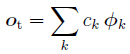 o_t = ∑_k c_k ϕ_k